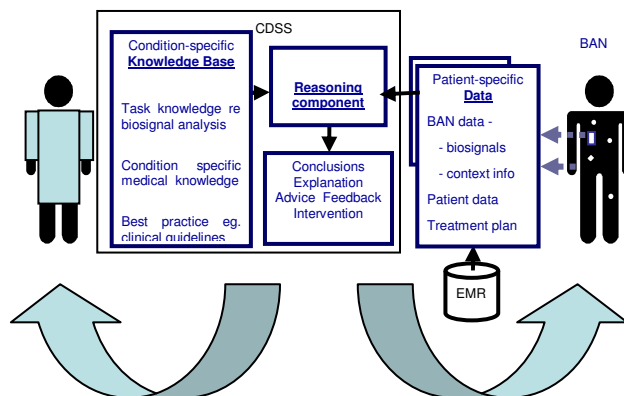 CDSS
BAN
Condition-specific
Knowledge Base
Task knowledge re
biosignal analysis
Condition specific
medical knowledge
Best practice eg.
clinical guidelines
Reasoning
component
Conclusions
Explanation
Advice Feedback
Intervention
Patient-specific
Data
BAN data -
- biosignals
- context info
Patient data
Treatment plan
EMR